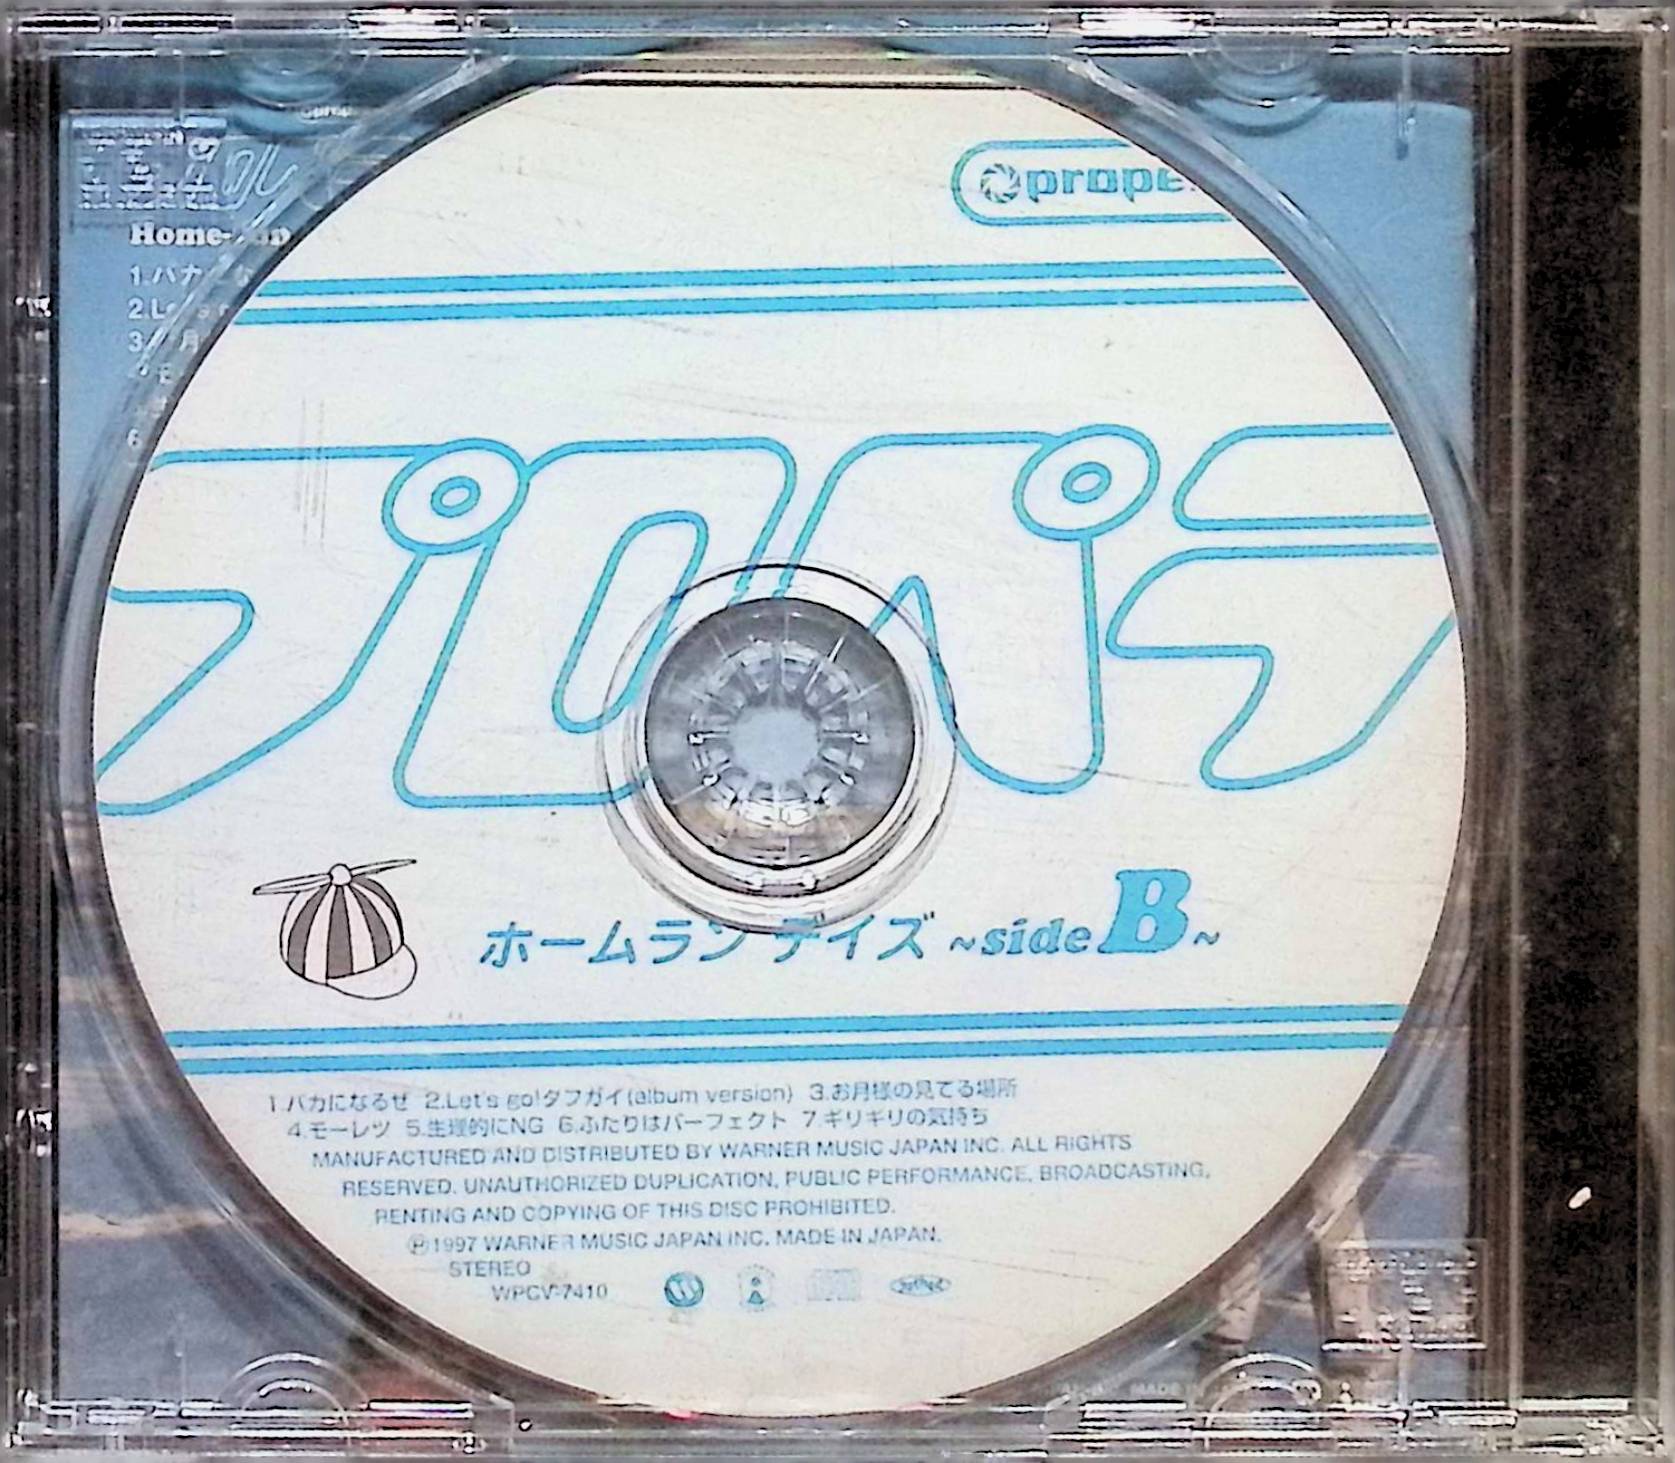 prope
プロペラ
ホームラン デイズ ~side B~
1.バカになるぜ 2.Let's go!タフガイ(album version) 3.お月様の見てる場所
4.モーレツ 5.生理的にNG 6.ふたりはパーフェクト 7.ギリギリの気持ち
MANUFACTURED AND DISTRIBUTED BY WARNER MUSIC JAPAN INC. ALL RIGHTS
RESERVED. UNAUTHORIZED DUPLICATION, PUBLIC PERFORMANCE, BROADCASTING,
RENTING AND COPYING OF THIS DISC PROHIBITED.
Ⓟ1997 WARNER MUSIC JAPAN INC. MADE IN JAPAN.
STEREO
WPCV-7410